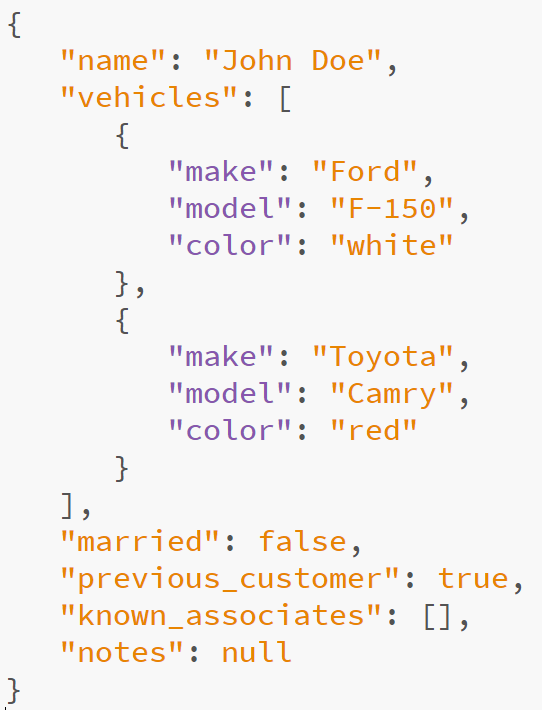 {
   "name": "John Doe",
   "vehicles": [
      {
         "make": "Ford",
         "model": "F-150",
         "color": "white"
      },
      {
         "make": "Toyota",
         "model": "Camry",
         "color": "red"
      }
   ],
   "married": false,
   "previous_customer": true,
   "known_associates": [],
   "notes": null
}